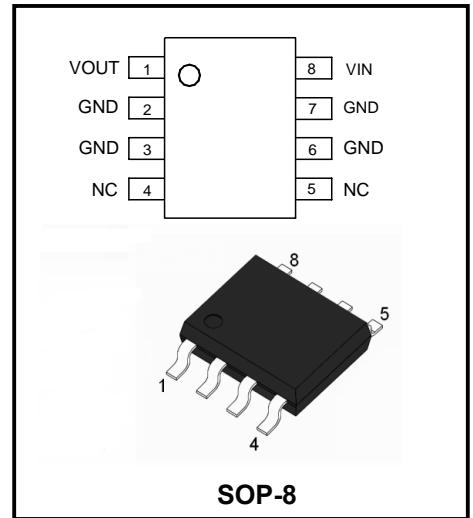 VOUT 1 8 VIN
GND 2 7 GND
GND 3 6 GND
NC 4 5 NC
8
5
1
4
SOP-8